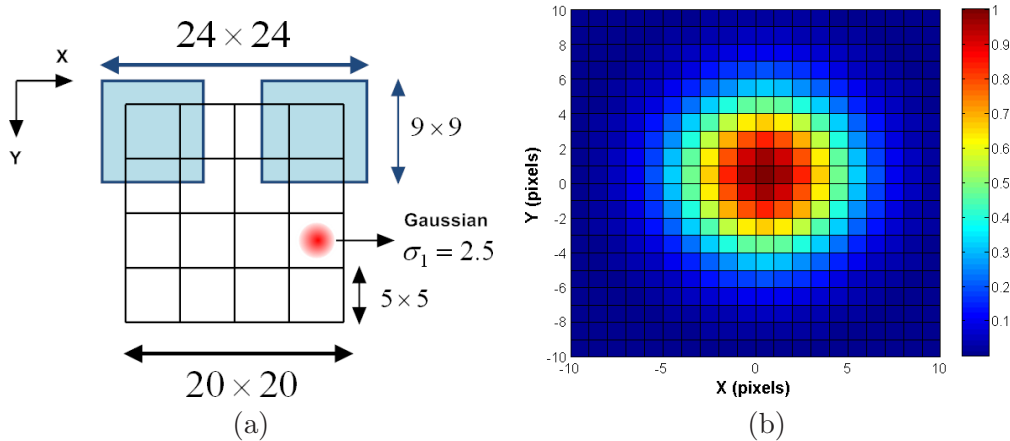 24 × 24
X
Y
9 × 9
Gaussian
σ₁ = 2.5
5 × 5
20 × 20
(a)
10
8
6
4
2
0
-2
-4
-6
-8
-10
Y (pixels)
-10 -5 0 5 10
X (pixels)
1
0.9
0.8
0.7
0.6
0.5
0.4
0.3
0.2
0.1
(b)